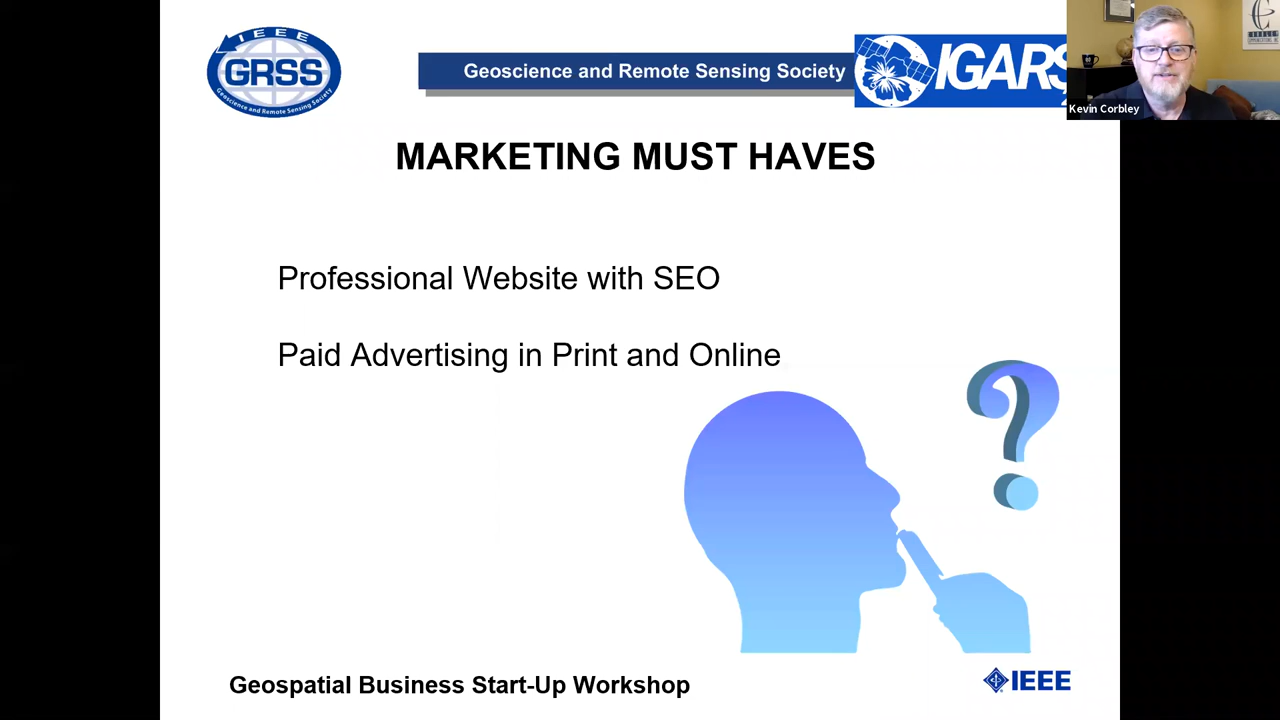 IEEE
GRSS
Geoscience and Remote Sensing Society
Geoscience and Remote Sensing Society
IGARS
Kevin Corbley
MARKETING MUST HAVES
Professional Website with SEO
Paid Advertising in Print and Online
?
Geospatial Business Start-Up Workshop
IEEE